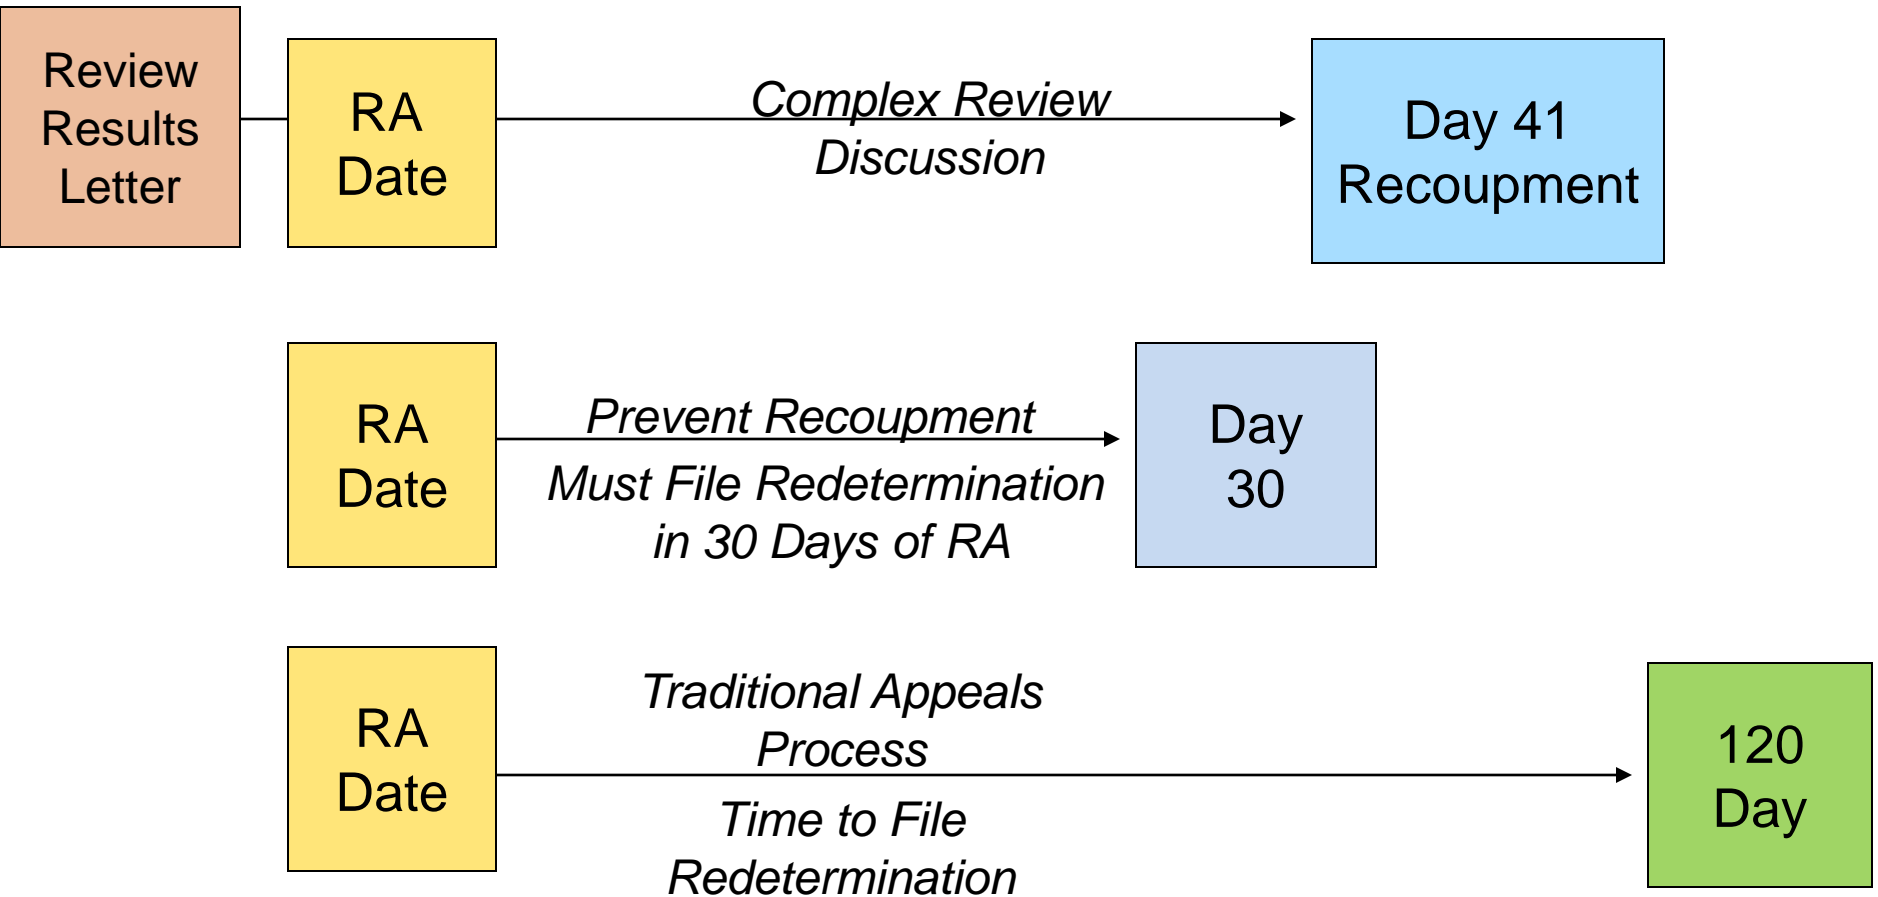 Review
Results
Letter
RA
Date
Complex Review
Discussion
Day 41
Recoupment
RA
Date
Prevent Recoupment
Must File Redetermination
in 30 Days of RA
Day
30
RA
Date
Traditional Appeals
Process
Time to File
Redetermination
120
Day